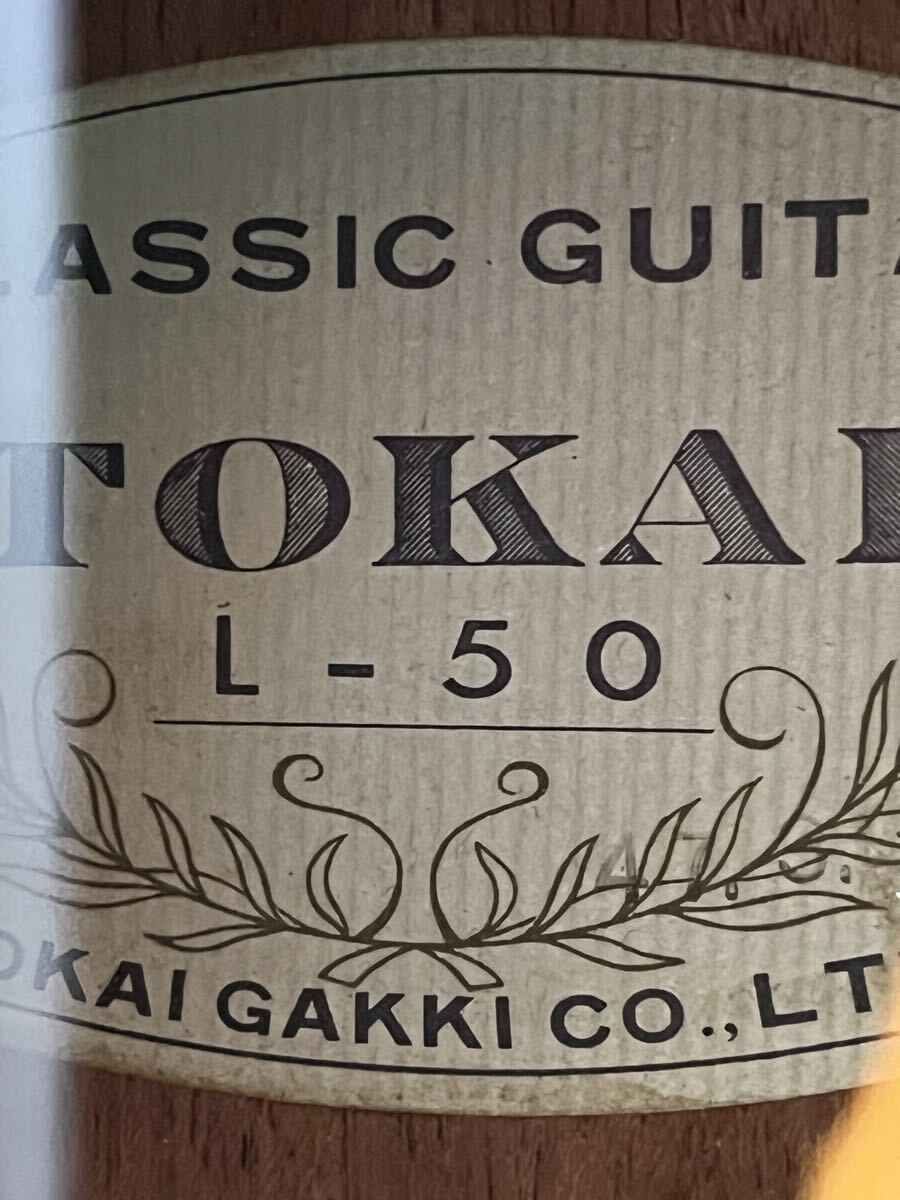 LASSIC GUITA
TOKAI
L-50
OKAI GAKKI CO., LT